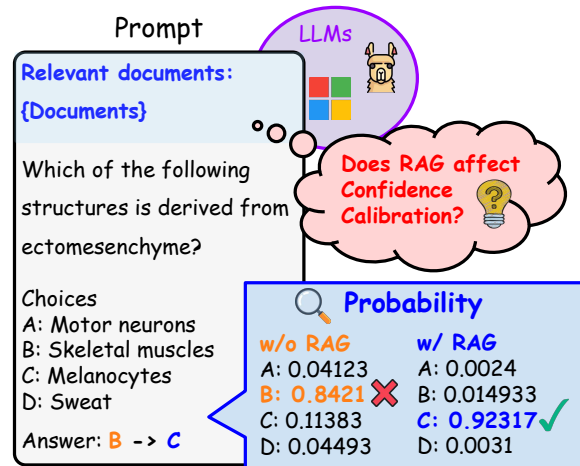 Prompt
LLMs
Relevant documents:
{Documents}
Does RAG affect
Confidence
Calibration?
Which of the following
structures is derived from
ectomesenchyme?
Choices
A: Motor neurons
B: Skeletal muscles
C: Melanocytes
D: Sweat
Answer: B -> C
Probability
w/o RAG
A: 0.04123
B: 0.8421
C: 0.11383
D: 0.04493
w/ RAG
A: 0.0024
B: 0.014933
C: 0.92317
D: 0.0031